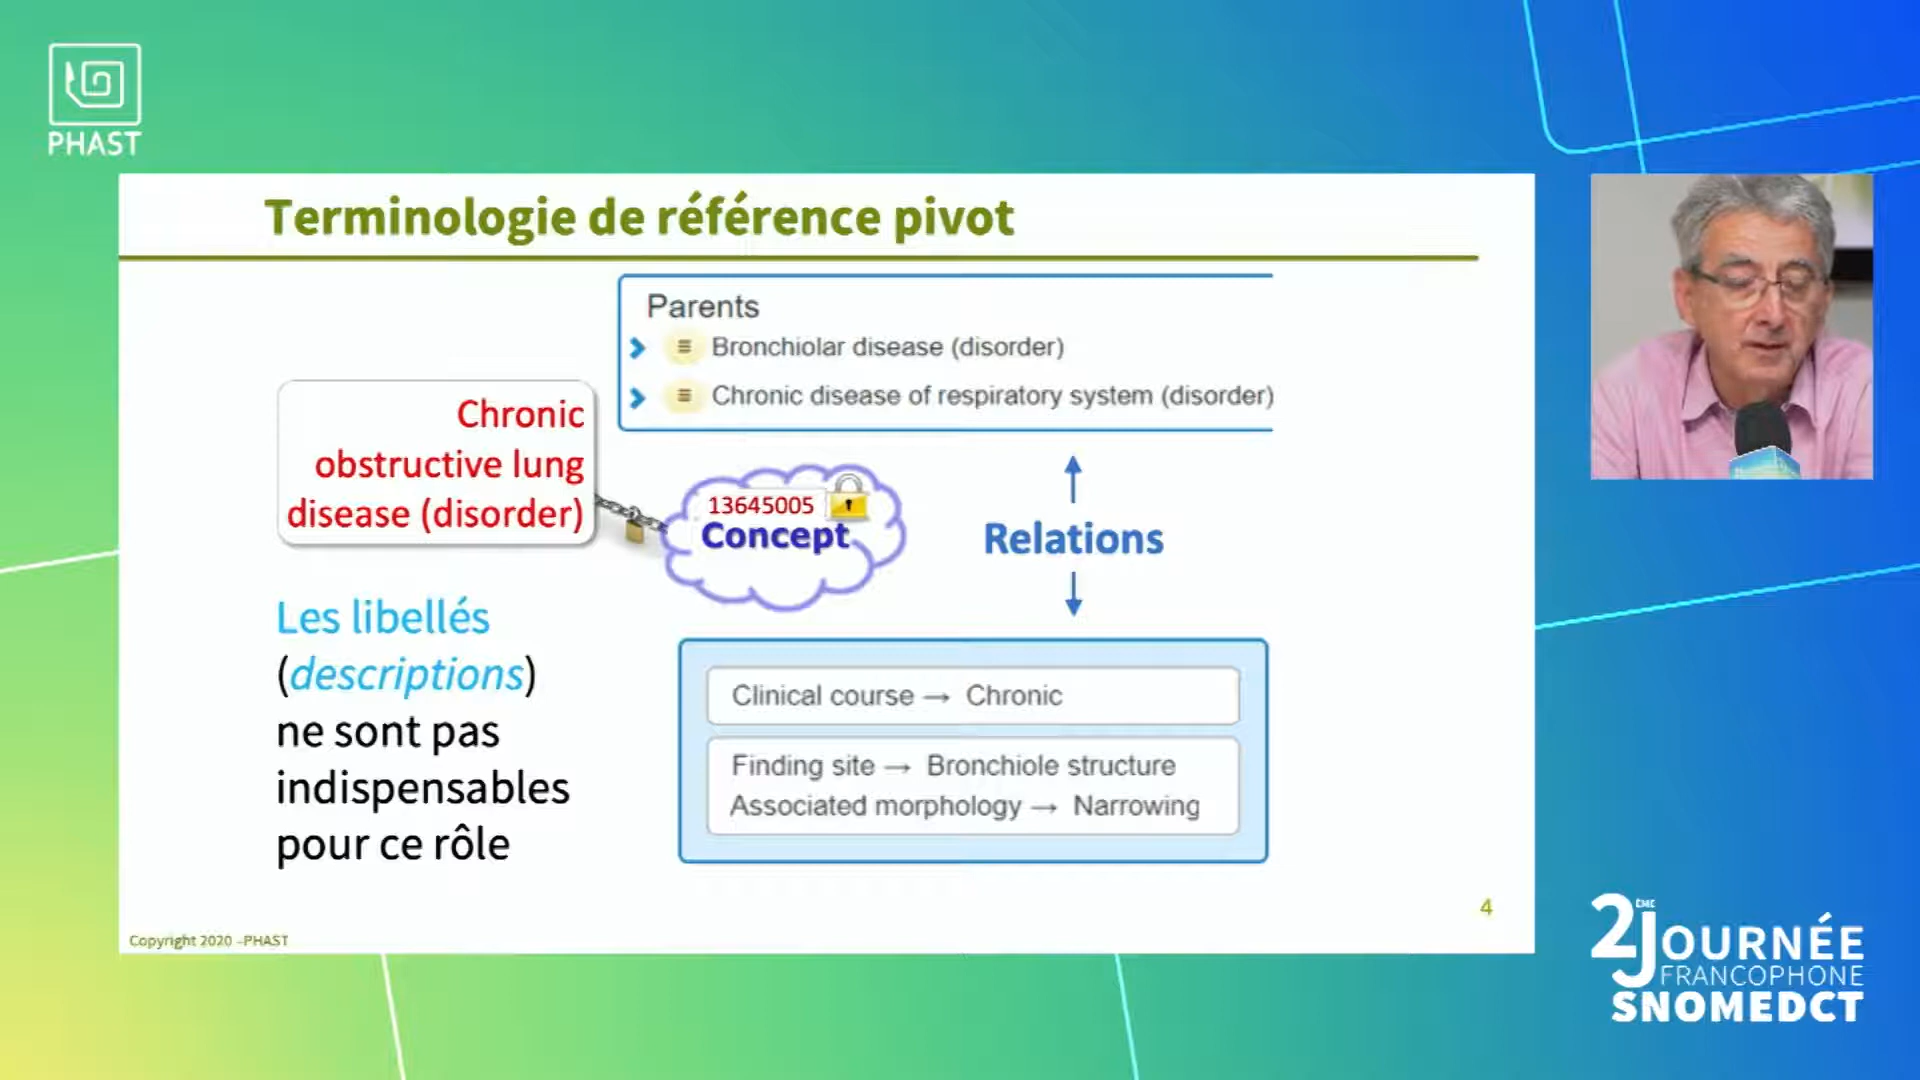 PHAST
Terminologie de référence pivot
Parents
Bronchiolar disease (disorder)
Chronic disease of respiratory system (disorder)
Chronic
obstructive lung
disease (disorder)
13645005
Concept
Relations
Les libellés
(descriptions)
ne sont pas
indispensables
pour ce rôle
Clinical course → Chronic
Finding site → Bronchiole structure
Associated morphology → Narrowing
4
Copyright 2020 –PHAST
2ÈME JOURNÉE
FRANCOPHONE
SNOMEDCT